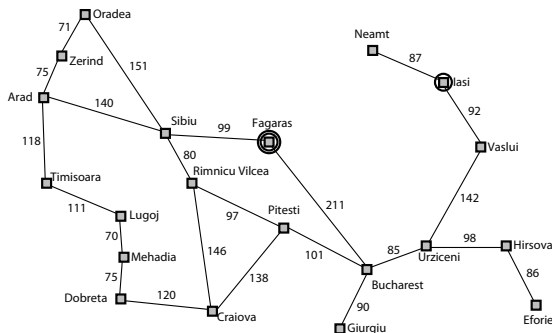 Oradea
71
Neamt
Zerind
87
151
75
Iasi
Arad
140
92
Sibiu
99
Fagaras
118
80
Vaslui
Rimnicu Vilcea
Timisoara
142
111
211
Lugoj
97
Pitesti
70
98
Hirsova
146
101
85
Urziceni
Mehadia
138
86
75
Bucharest
120
90
Dobreta
Craiova
Eforie
Giurgiu